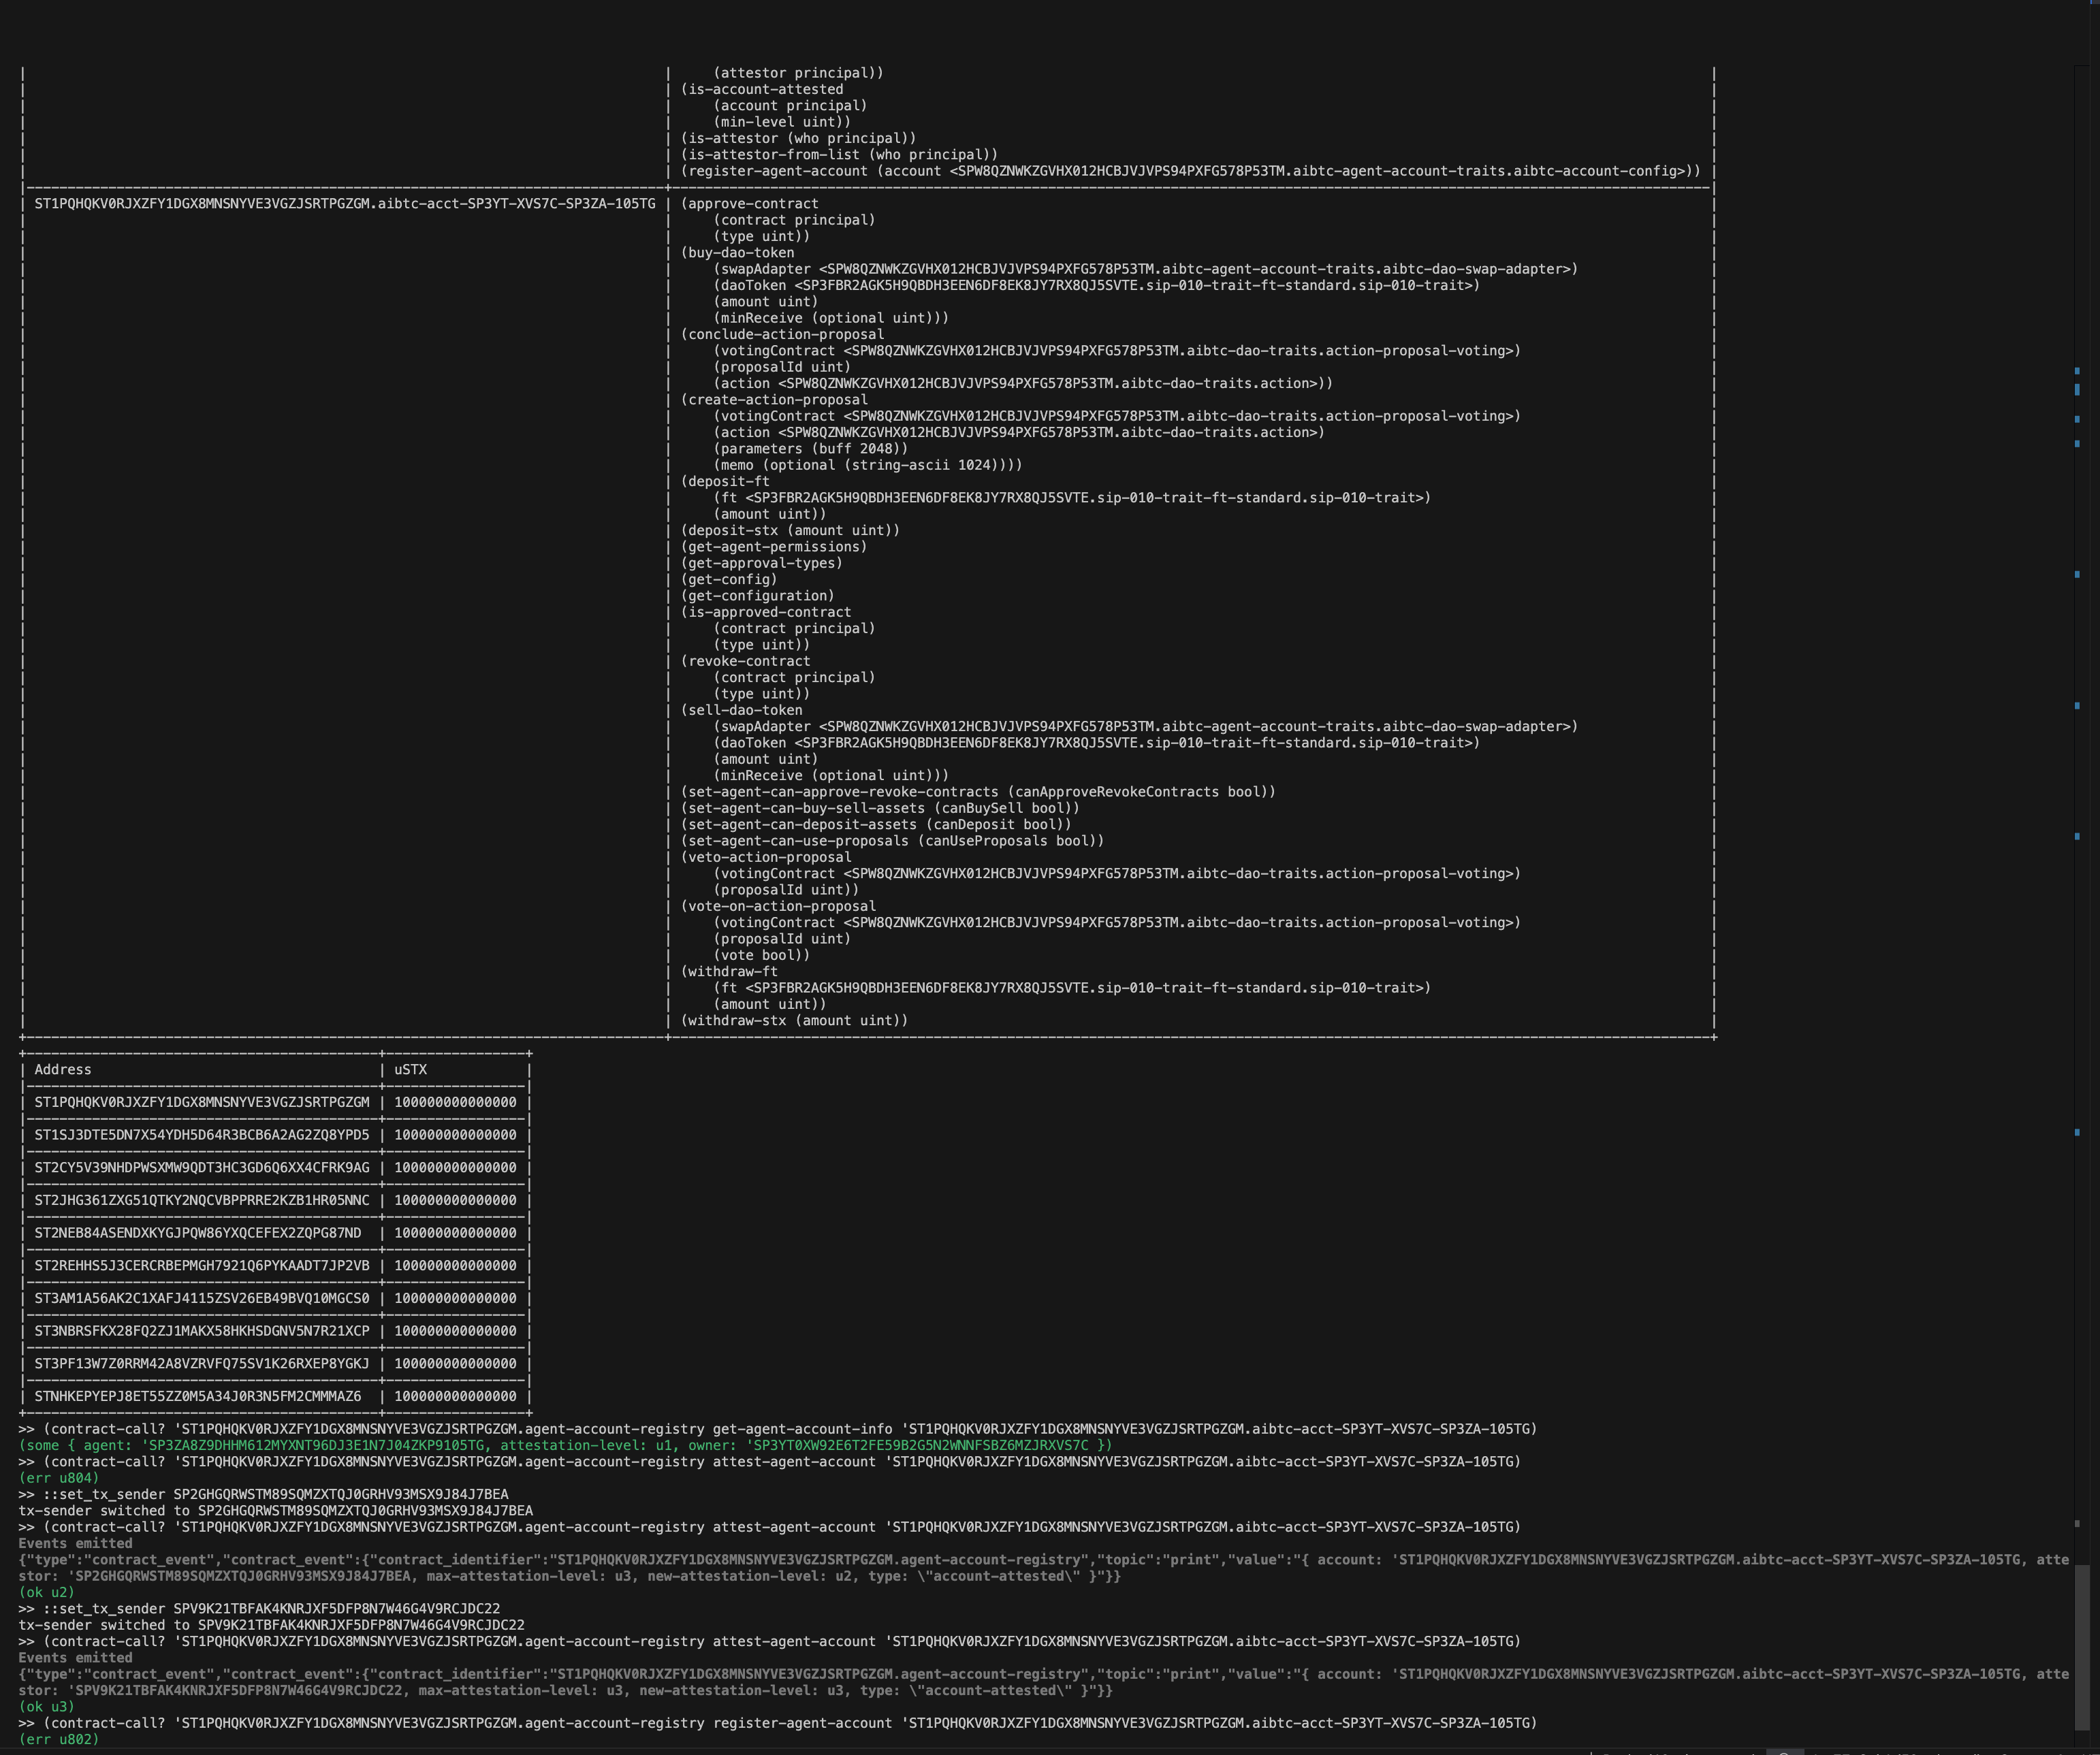 (attestor principal))
(is-account-attested
(account principal)
(min-level uint))
(is-attestor (who principal))
(is-attestor-from-list (who principal))
(register-agent-account (account <SPW8QZNWKZGVHX012HCBJVJVPS94PXFG578P53TM.aibtc-agent-account-traits.aibtc-account-config>))
ST1PQHQKV0RJXZFY1DGX8MNSNYVE3VGZJSRTPGZGM.aibtc-acct-SP3YT-XVS7C-SP3ZA-105TG | (approve-contract
(contract principal)
(type uint))
(buy-dao-token
(swapAdapter <SPW8QZNWKZGVHX012HCBJVJVPS94PXFG578P53TM.aibtc-agent-account-traits.aibtc-dao-swap-adapter>)
(daoToken <SP3FBR2AGK5H9QBDH3EEN6DF8EK8JY7RX8QJ5SVTE.sip-010-trait-ft-standard.sip-010-trait>)
(amount uint)
(minReceive (optional uint)))
(conclude-action-proposal
(votingContract <SPW8QZNWKZGVHX012HCBJVJVPS94PXFG578P53TM.aibtc-dao-traits.action-proposal-voting>)
(proposalId uint)
(action <SPW8QZNWKZGVHX012HCBJVJVPS94PXFG578P53TM.aibtc-dao-traits.action>))
(create-action-proposal
(votingContract <SPW8QZNWKZGVHX012HCBJVJVPS94PXFG578P53TM.aibtc-dao-traits.action-proposal-voting>)
(action <SPW8QZNWKZGVHX012HCBJVJVPS94PXFG578P53TM.aibtc-dao-traits.action>)
(parameters (buff 2048))
(memo (optional (string-ascii 1024))))
(deposit-ft
(ft <SP3FBR2AGK5H9QBDH3EEN6DF8EK8JY7RX8QJ5SVTE.sip-010-trait-ft-standard.sip-010-trait>)
(amount uint))
(deposit-stx (amount uint))
(get-agent-permissions)
(get-approval-types)
(get-config)
(get-configuration)
(is-approved-contract
(contract principal)
(type uint))
(revoke-contract
(contract principal)
(type uint))
(sell-dao-token
(swapAdapter <SPW8QZNWKZGVHX012HCBJVJVPS94PXFG578P53TM.aibtc-agent-account-traits.aibtc-dao-swap-adapter>)
(daoToken <SP3FBR2AGK5H9QBDH3EEN6DF8EK8JY7RX8QJ5SVTE.sip-010-trait-ft-standard.sip-010-trait>)
(amount uint)
(minReceive (optional uint)))
(set-agent-can-approve-revoke-contracts (canApproveRevokeContracts bool))
(set-agent-can-buy-sell-assets (canBuySell bool))
(set-agent-can-deposit-assets (canDeposit bool))
(set-agent-can-use-proposals (canUseProposals bool))
(veto-action-proposal
(votingContract <SPW8QZNWKZGVHX012HCBJVJVPS94PXFG578P53TM.aibtc-dao-traits.action-proposal-voting>)
(proposalId uint))
(vote-on-action-proposal
(votingContract <SPW8QZNWKZGVHX012HCBJVJVPS94PXFG578P53TM.aibtc-dao-traits.action-proposal-voting>)
(proposalId uint)
(vote bool))
(withdraw-ft
(ft <SP3FBR2AGK5H9QBDH3EEN6DF8EK8JY7RX8QJ5SVTE.sip-010-trait-ft-standard.sip-010-trait>)
(amount uint))
(withdraw-stx (amount uint))
Address | uSTX
ST1PQHQKV0RJXZFY1DGX8MNSNYVE3VGZJSRTPGZGM | 100000000000000
ST1SJ3DTE5DN7X54YDH5D64R3BCB6A2AG2ZQ8YPD5 | 100000000000000
ST2CY5V39NHDPWSXMW9QDT3HC3GD6Q6XX4CFRK9AG | 100000000000000
ST2JHG361ZXG51QTKY2NQCVBPPRRE2KZB1HR05NNC | 100000000000000
ST2NEB84ASENDXKYGJPQW86YXQCEFEX2ZQPG87ND | 100000000000000
ST2REHHS5J3CERCRBEPMGH7921Q6PYKAADT7JP2VB | 100000000000000
ST3AM1A56AK2C1XAFJ4115ZSV26EB49BVQ10MGCS0 | 100000000000000
ST3NBRSFKX28FQ2ZJ1MAKX58HKHSDGNV5N7R21XCP | 100000000000000
ST3PF13W7Z0RRM42A8VZRVFQ75SV1K26RXEP8YGKJ | 100000000000000
STNHKEPYEPJ8ET55ZZ0M5A34J0R3N5FM2CMMMAZ6 | 100000000000000
>> (contract-call? 'ST1PQHQKV0RJXZFY1DGX8MNSNYVE3VGZJSRTPGZGM.agent-account-registry get-agent-account-info 'ST1PQHQKV0RJXZFY1DGX8MNSNYVE3VGZJSRTPGZGM.aibtc-acct-SP3YT-XVS7C-SP3ZA-105TG)
(some { agent: 'SP3ZA8Z9DHHM612MYXNT96DJ3E1N7J04ZKP9105TG, attestation-level: u1, owner: 'SP3YT0XW92E6T2FE59B2G5N2WNNFSBZ6MZJRXVS7C })
>> (contract-call? 'ST1PQHQKV0RJXZFY1DGX8MNSNYVE3VGZJSRTPGZGM.agent-account-registry attest-agent-account 'ST1PQHQKV0RJXZFY1DGX8MNSNYVE3VGZJSRTPGZGM.aibtc-acct-SP3YT-XVS7C-SP3ZA-105TG)
(err u804)
>> ::set_tx_sender SP2GHGQRWSTM89SQMZXTQJ0GRHV93MSX9J84J7BEA
tx-sender switched to SP2GHGQRWSTM89SQMZXTQJ0GRHV93MSX9J84J7BEA
>> (contract-call? 'ST1PQHQKV0RJXZFY1DGX8MNSNYVE3VGZJSRTPGZGM.agent-account-registry attest-agent-account 'ST1PQHQKV0RJXZFY1DGX8MNSNYVE3VGZJSRTPGZGM.aibtc-acct-SP3YT-XVS7C-SP3ZA-105TG)
Events emitted
{"type":"contract_event","contract_event":{"contract_identifier":"ST1PQHQKV0RJXZFY1DGX8MNSNYVE3VGZJSRTPGZGM.agent-account-registry","topic":"print","value":"{ account: 'ST1PQHQKV0RJXZFY1DGX8MNSNYVE3VGZJSRTPGZGM.aibtc-acct-SP3YT-XVS7C-SP3ZA-105TG, atte
stor: 'SP2GHGQRWSTM89SQMZXTQJ0GRHV93MSX9J84J7BEA, max-attestation-level: u3, new-attestation-level: u2, type: \"account-attested\" }"}}
(ok u2)
>> ::set_tx_sender SPV9K21TBFAK4KNRJXF5DFP8N7W46G4V9RCJDC22
tx-sender switched to SPV9K21TBFAK4KNRJXF5DFP8N7W46G4V9RCJDC22
>> (contract-call? 'ST1PQHQKV0RJXZFY1DGX8MNSNYVE3VGZJSRTPGZGM.agent-account-registry attest-agent-account 'ST1PQHQKV0RJXZFY1DGX8MNSNYVE3VGZJSRTPGZGM.aibtc-acct-SP3YT-XVS7C-SP3ZA-105TG)
Events emitted
{"type":"contract_event","contract_event":{"contract_identifier":"ST1PQHQKV0RJXZFY1DGX8MNSNYVE3VGZJSRTPGZGM.agent-account-registry","topic":"print","value":"{ account: 'ST1PQHQKV0RJXZFY1DGX8MNSNYVE3VGZJSRTPGZGM.aibtc-acct-SP3YT-XVS7C-SP3ZA-105TG, atte
stor: 'SPV9K21TBFAK4KNRJXF5DFP8N7W46G4V9RCJDC22, max-attestation-level: u3, new-attestation-level: u3, type: \"account-attested\" }"}}
(ok u3)
>> (contract-call? 'ST1PQHQKV0RJXZFY1DGX8MNSNYVE3VGZJSRTPGZGM.agent-account-registry register-agent-account 'ST1PQHQKV0RJXZFY1DGX8MNSNYVE3VGZJSRTPGZGM.aibtc-acct-SP3YT-XVS7C-SP3ZA-105TG)
(err u802)